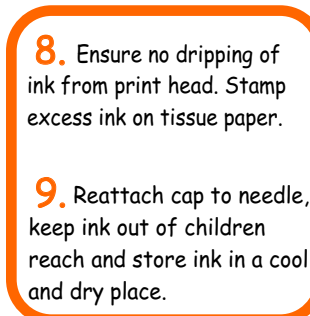 8. Ensure no dripping of
ink from print head. Stamp
excess ink on tissue paper.
9. Reattach cap to needle,
keep ink out of children
reach and store ink in a cool
and dry place.